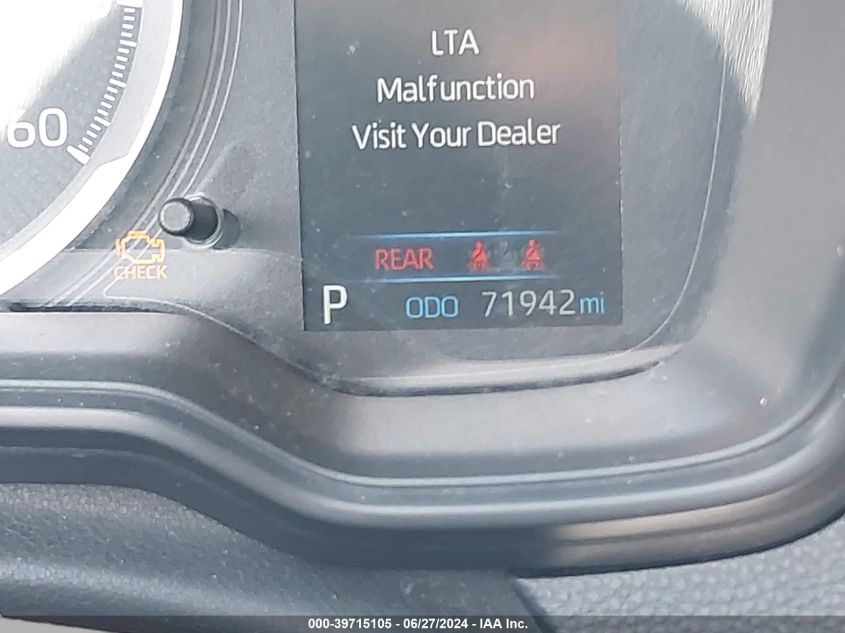 LTA
Malfunction
Visit Your Dealer
60
CHECK
REAR
P ODO 71942mi
000-39715105 - 06/27/2024 - IAA Inc.